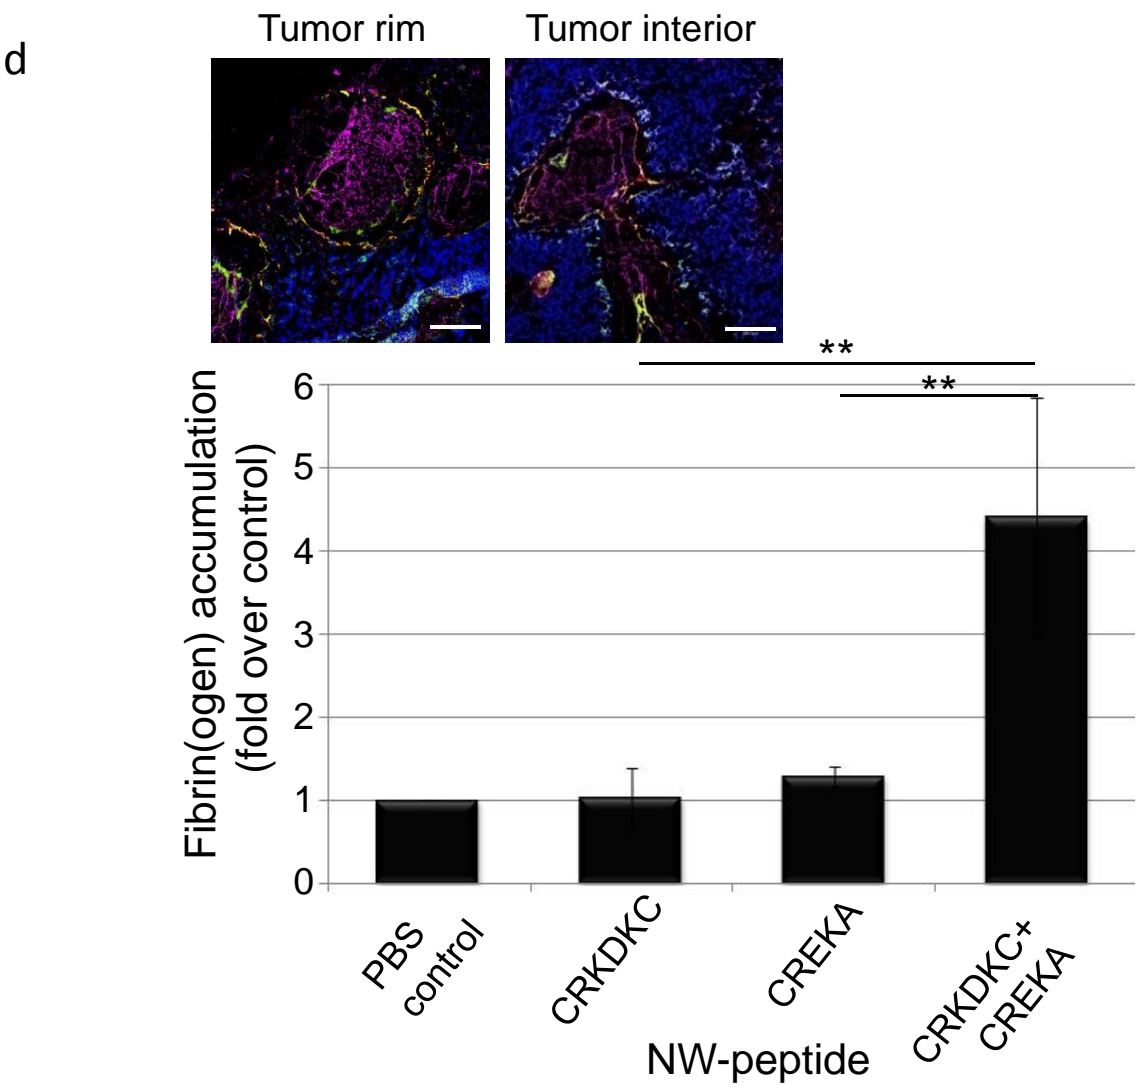 d
Tumor rim
Tumor interior
**
**
Fibrin(ogen) accumulation
(fold over control)
6
5
4
3
2
1
0
PBS
control
CRKDKC
CREKA
CRKDKC+
CREKA
NW-peptide